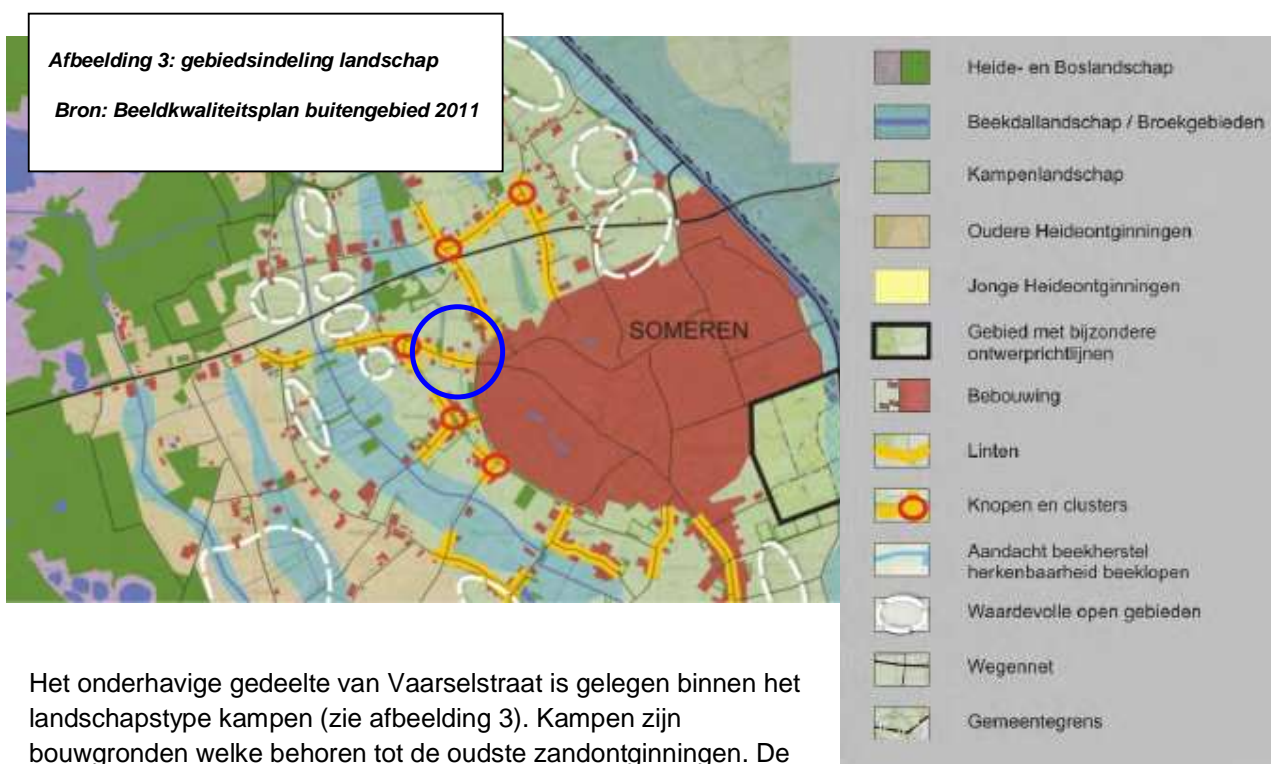 Afbeelding 3: gebiedsindeling landschap
Bron: Beeldkwaliteitsplan buitengebied 2011
SOMEREN
Heide- en Boslandschap
Beekdallandschap / Broekgebieden
Kampenlandschap
Oudere Heideontginningen
Jonge Heideontginningen
Gebied met bijzondere
ontwerprichtlijnen
Bebouwing
Linten
Knopen en clusters
Aandacht beekherstel
herkenbaarheid beeklopen
Waardevolle open gebieden
Wegennet
Gemeentegrens
Het onderhavige gedeelte van Vaarselstraat is gelegen binnen het
landschapstype kampen (zie afbeelding 3). Kampen zijn
bouwgronden welke behoren tot de oudste zandontginningen. De